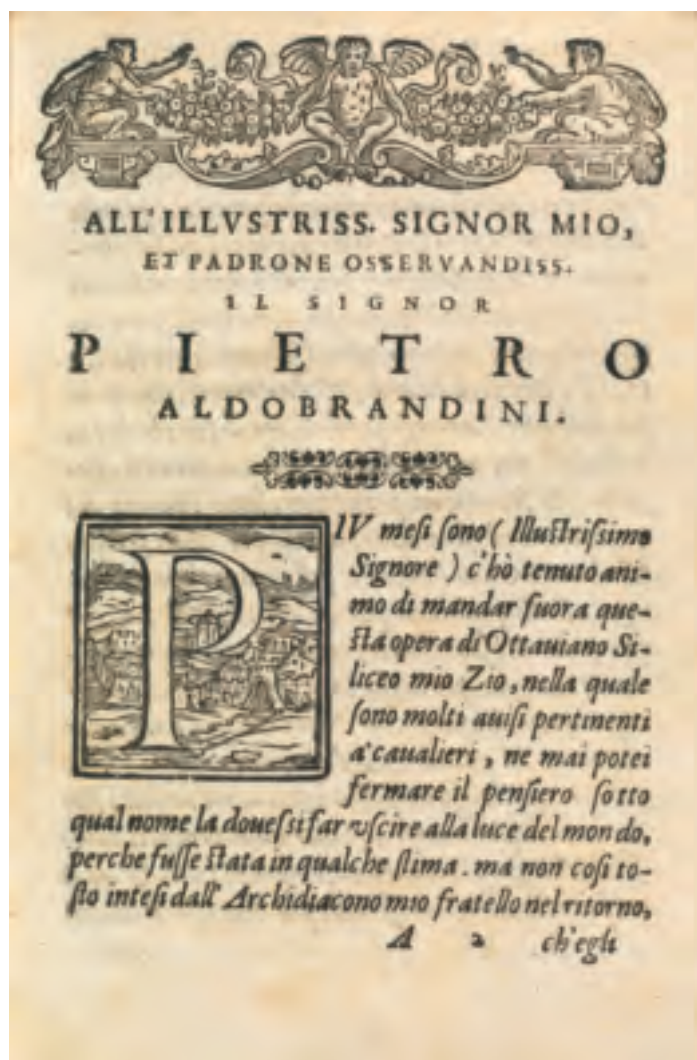 ALL'ILLVSTRISS. SIGNOR MIO,
ET PADRONE OSSERVANDISS.
IL SIGNOR
PIETRO
ALDOBRANDINI.
PIV meſi ſono ( Illuſtriſsimo
Signore ) c'hò tenuto ani-
mo di mandar fuora que-
ſta opera di Ottauiano Si-
liceo mio Zio, nella quale
ſono molti auiſi pertinenti
a' caualieri, ne mai potei
fermare il penſiero ſotto
qual nome la doueſsi far vſcire alla luce del mondo,
perche fuſſe ſtata in qualche ſtima. ma non coſi to-
ſto inteſi dall' Archidiacono mio fratello nel ritorno,
A 2 ch'egli